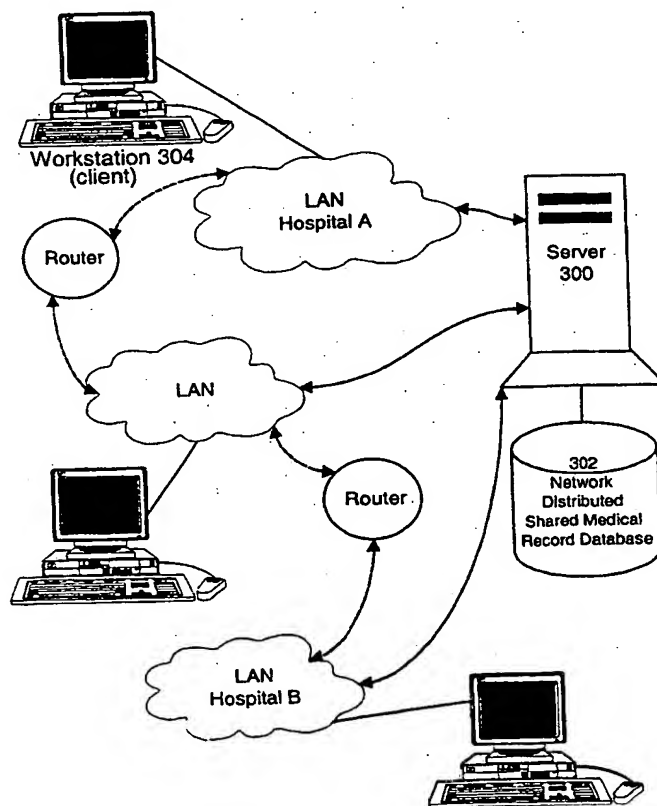 Workstation 304
(client)
LAN
Hospital A
Router
Server
300
LAN
302
Network
Distributed
Shared Medical
Record Database
Router
LAN
Hospital B